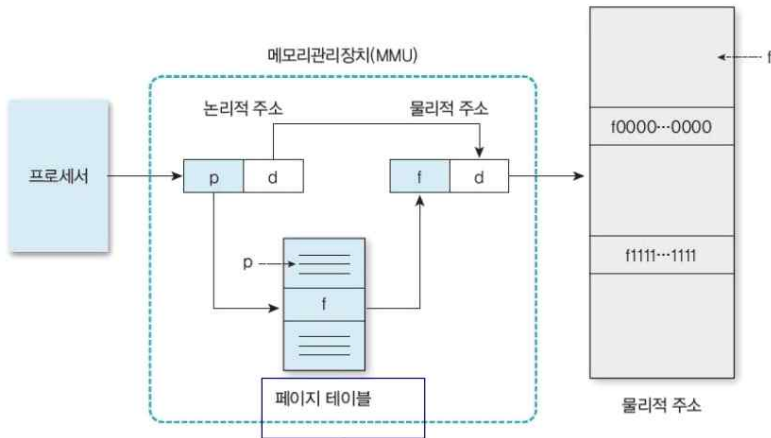 메모리관리장치(MMU)
논리적 주소
물리적 주소
프로세서
p
d
f
d
p
f
페이지 테이블
f
f0000···0000
f1111···1111
물리적 주소